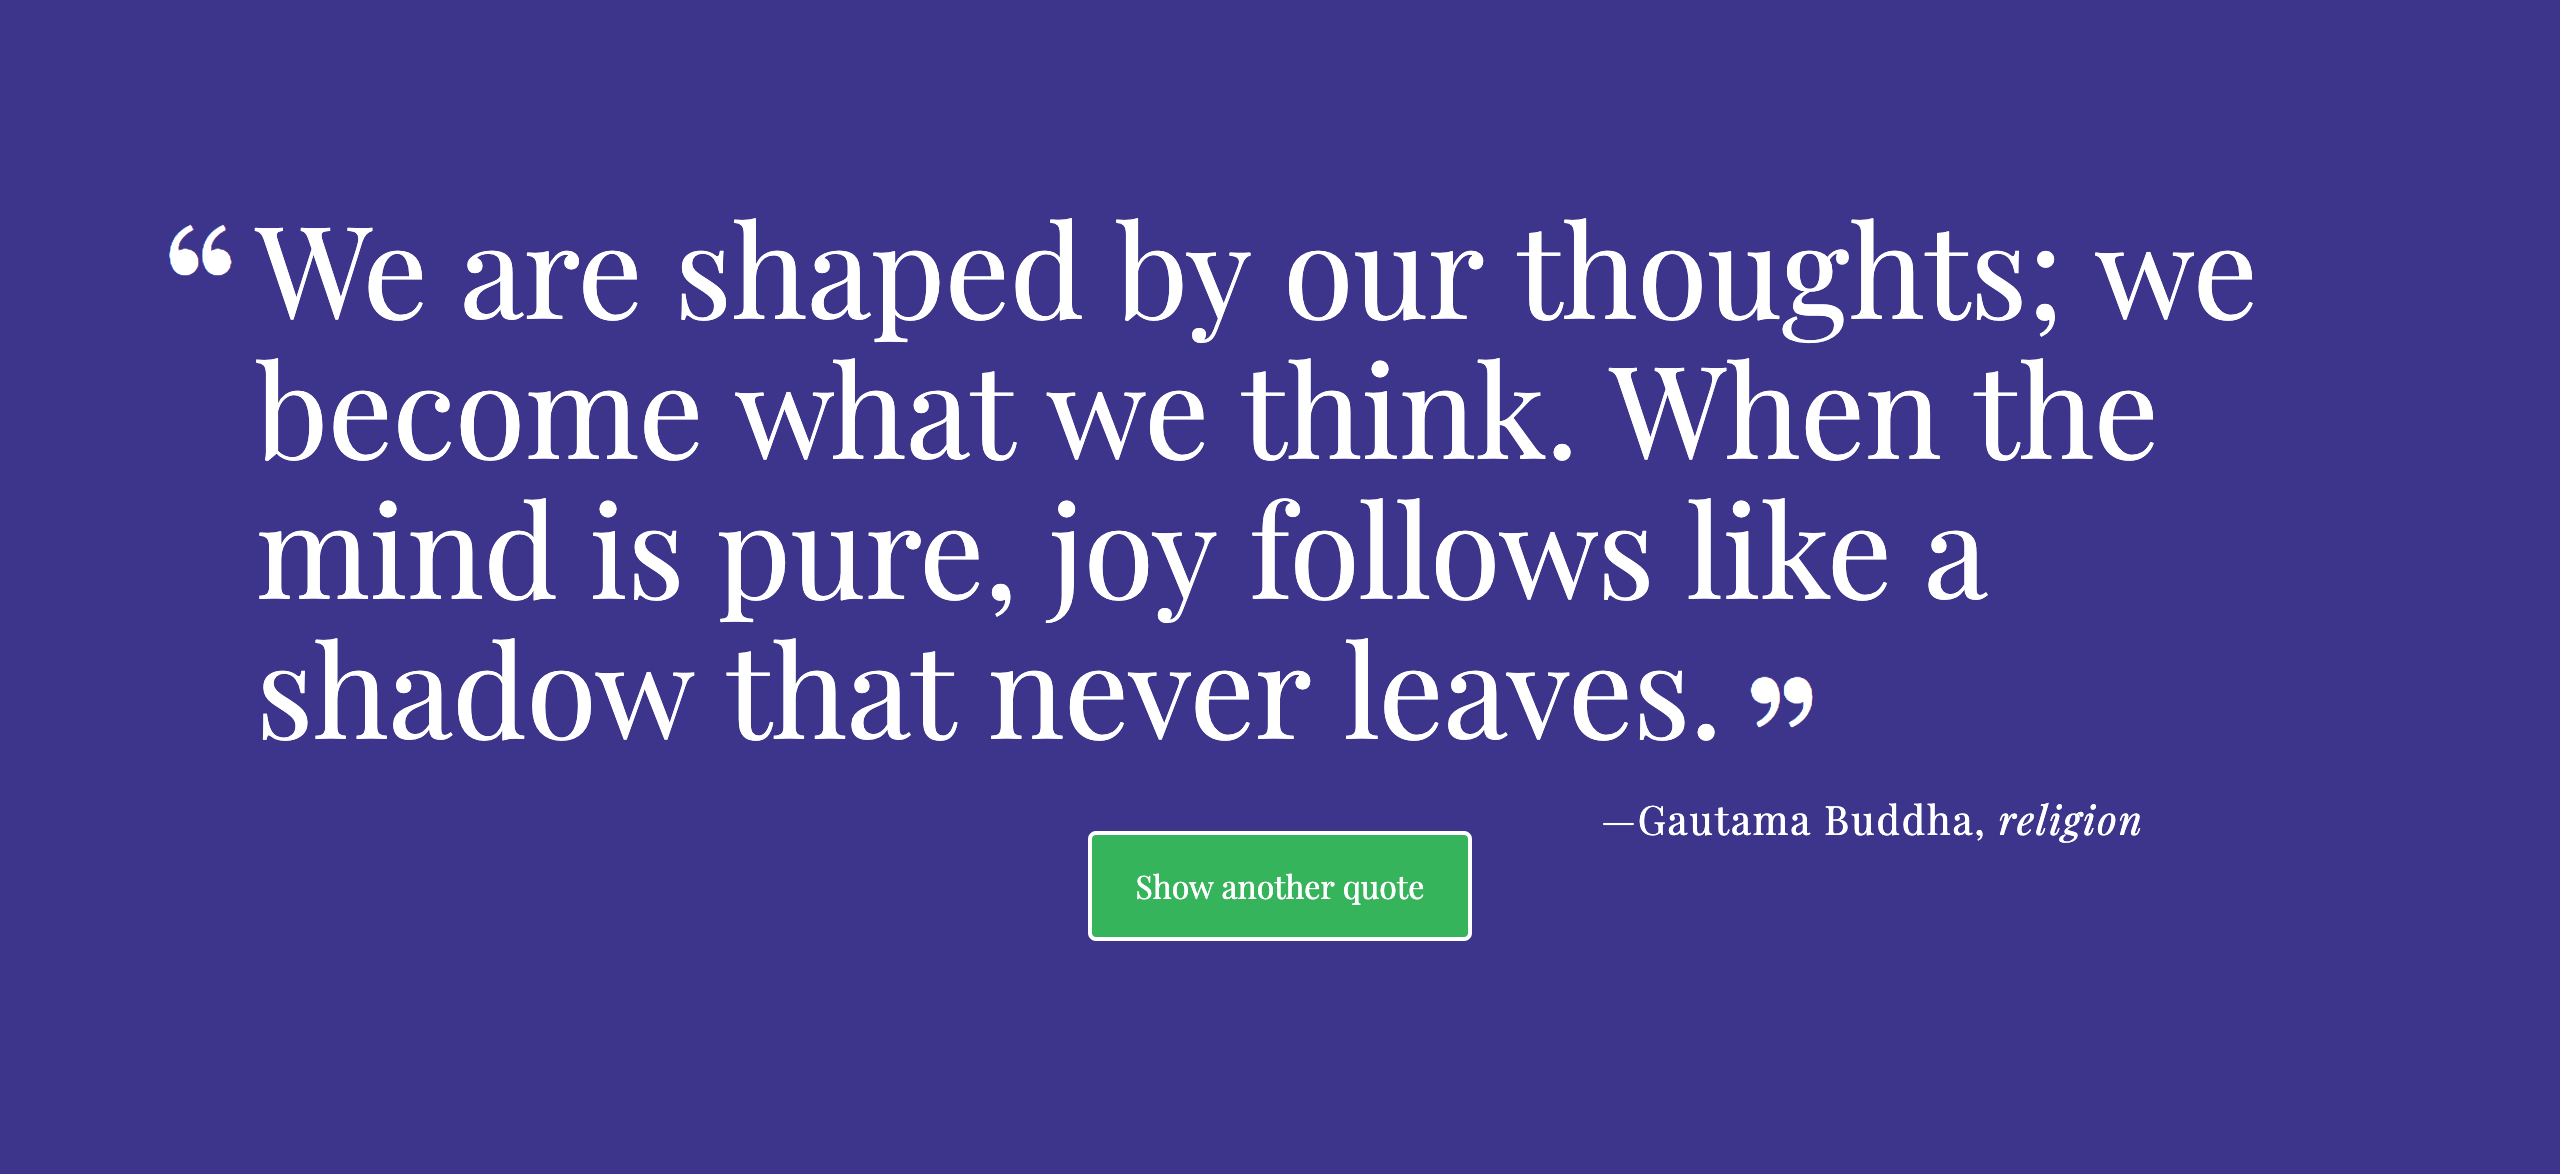 “We are shaped by our thoughts; we
become what we think. When the
mind is pure, joy follows like a
shadow that never leaves.”
—Gautama Buddha, religion
Show another quote